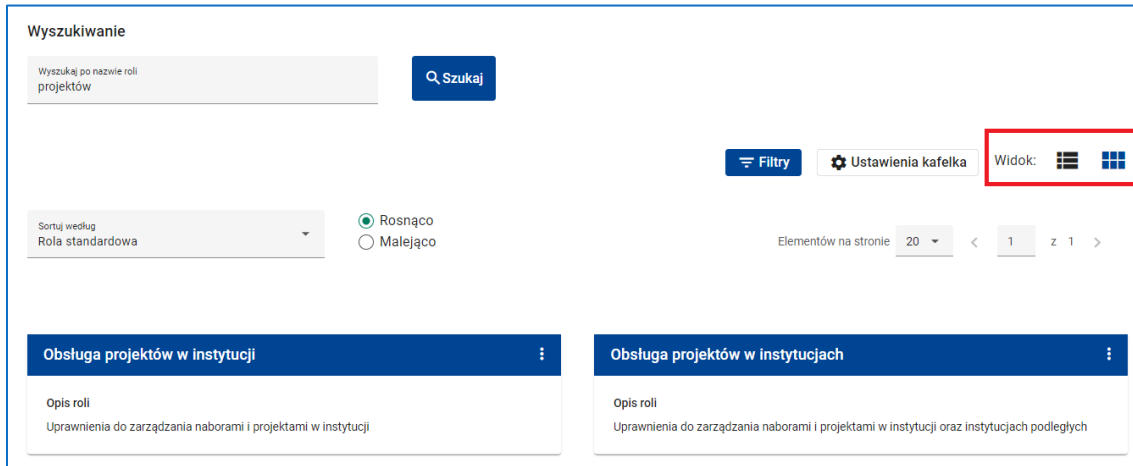 Wyszukiwanie
Wyszukaj po nazwie roli
projektów
Szukaj
Filtry
Ustawienia kafelka
Widok:
Sortuj według
Rola standardowa
Rosnąco
Malejąco
Elementów na stronie 20 1 z 1
Obsługa projektów w instytucji
Opis roli
Uprawnienia do zarządzania naborami i projektami w instytucji
Obsługa projektów w instytucjach
Opis roli
Uprawnienia do zarządzania naborami i projektami w instytucji oraz instytucjach podległych